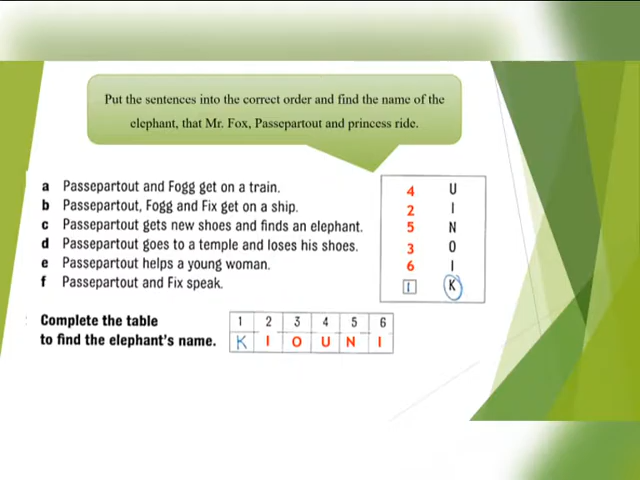 Put the sentences into the correct order and find the name of the
elephant, that Mr. Fox, Passepartout and princess ride.
a Passepartout and Fogg get on a train. 4 U
b Passepartout, Fogg and Fix get on a ship. 2 I
c Passepartout gets new shoes and finds an elephant. 5 N
d Passepartout goes to a temple and loses his shoes. 3 O
e Passepartout helps a young woman. 6 I
f Passepartout and Fix speak. 1 K
Complete the table 1 2 3 4 5 6
to find the elephant's name. K I O U N I